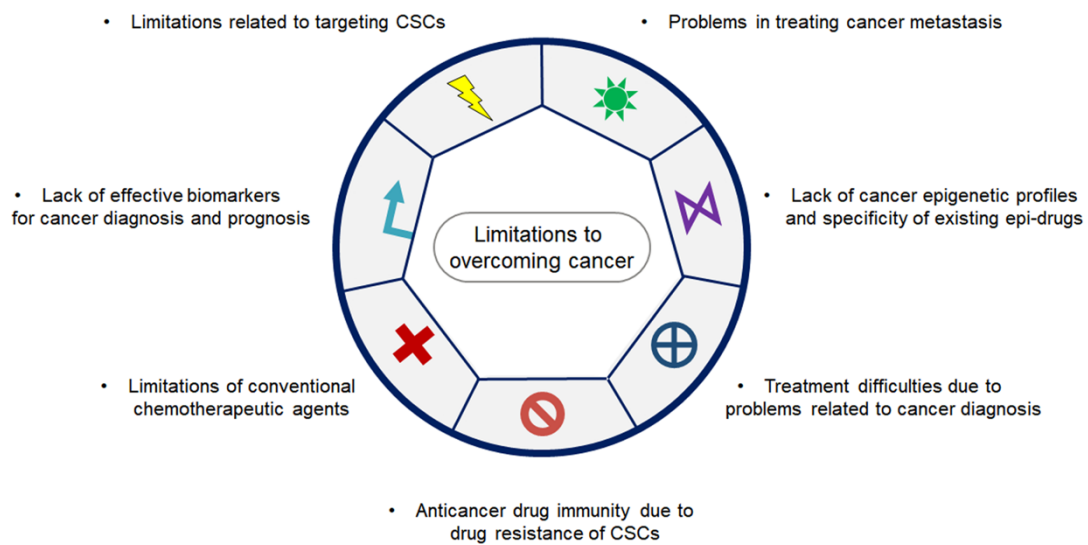 • Limitations related to targeting CSCs
• Problems in treating cancer metastasis
• Lack of effective biomarkers
for cancer diagnosis and prognosis
• Lack of cancer epigenetic profiles
and specificity of existing epi-drugs
Limitations to
overcoming cancer
• Limitations of conventional
chemotherapeutic agents
• Treatment difficulties due to
problems related to cancer diagnosis
• Anticancer drug immunity due to
drug resistance of CSCs